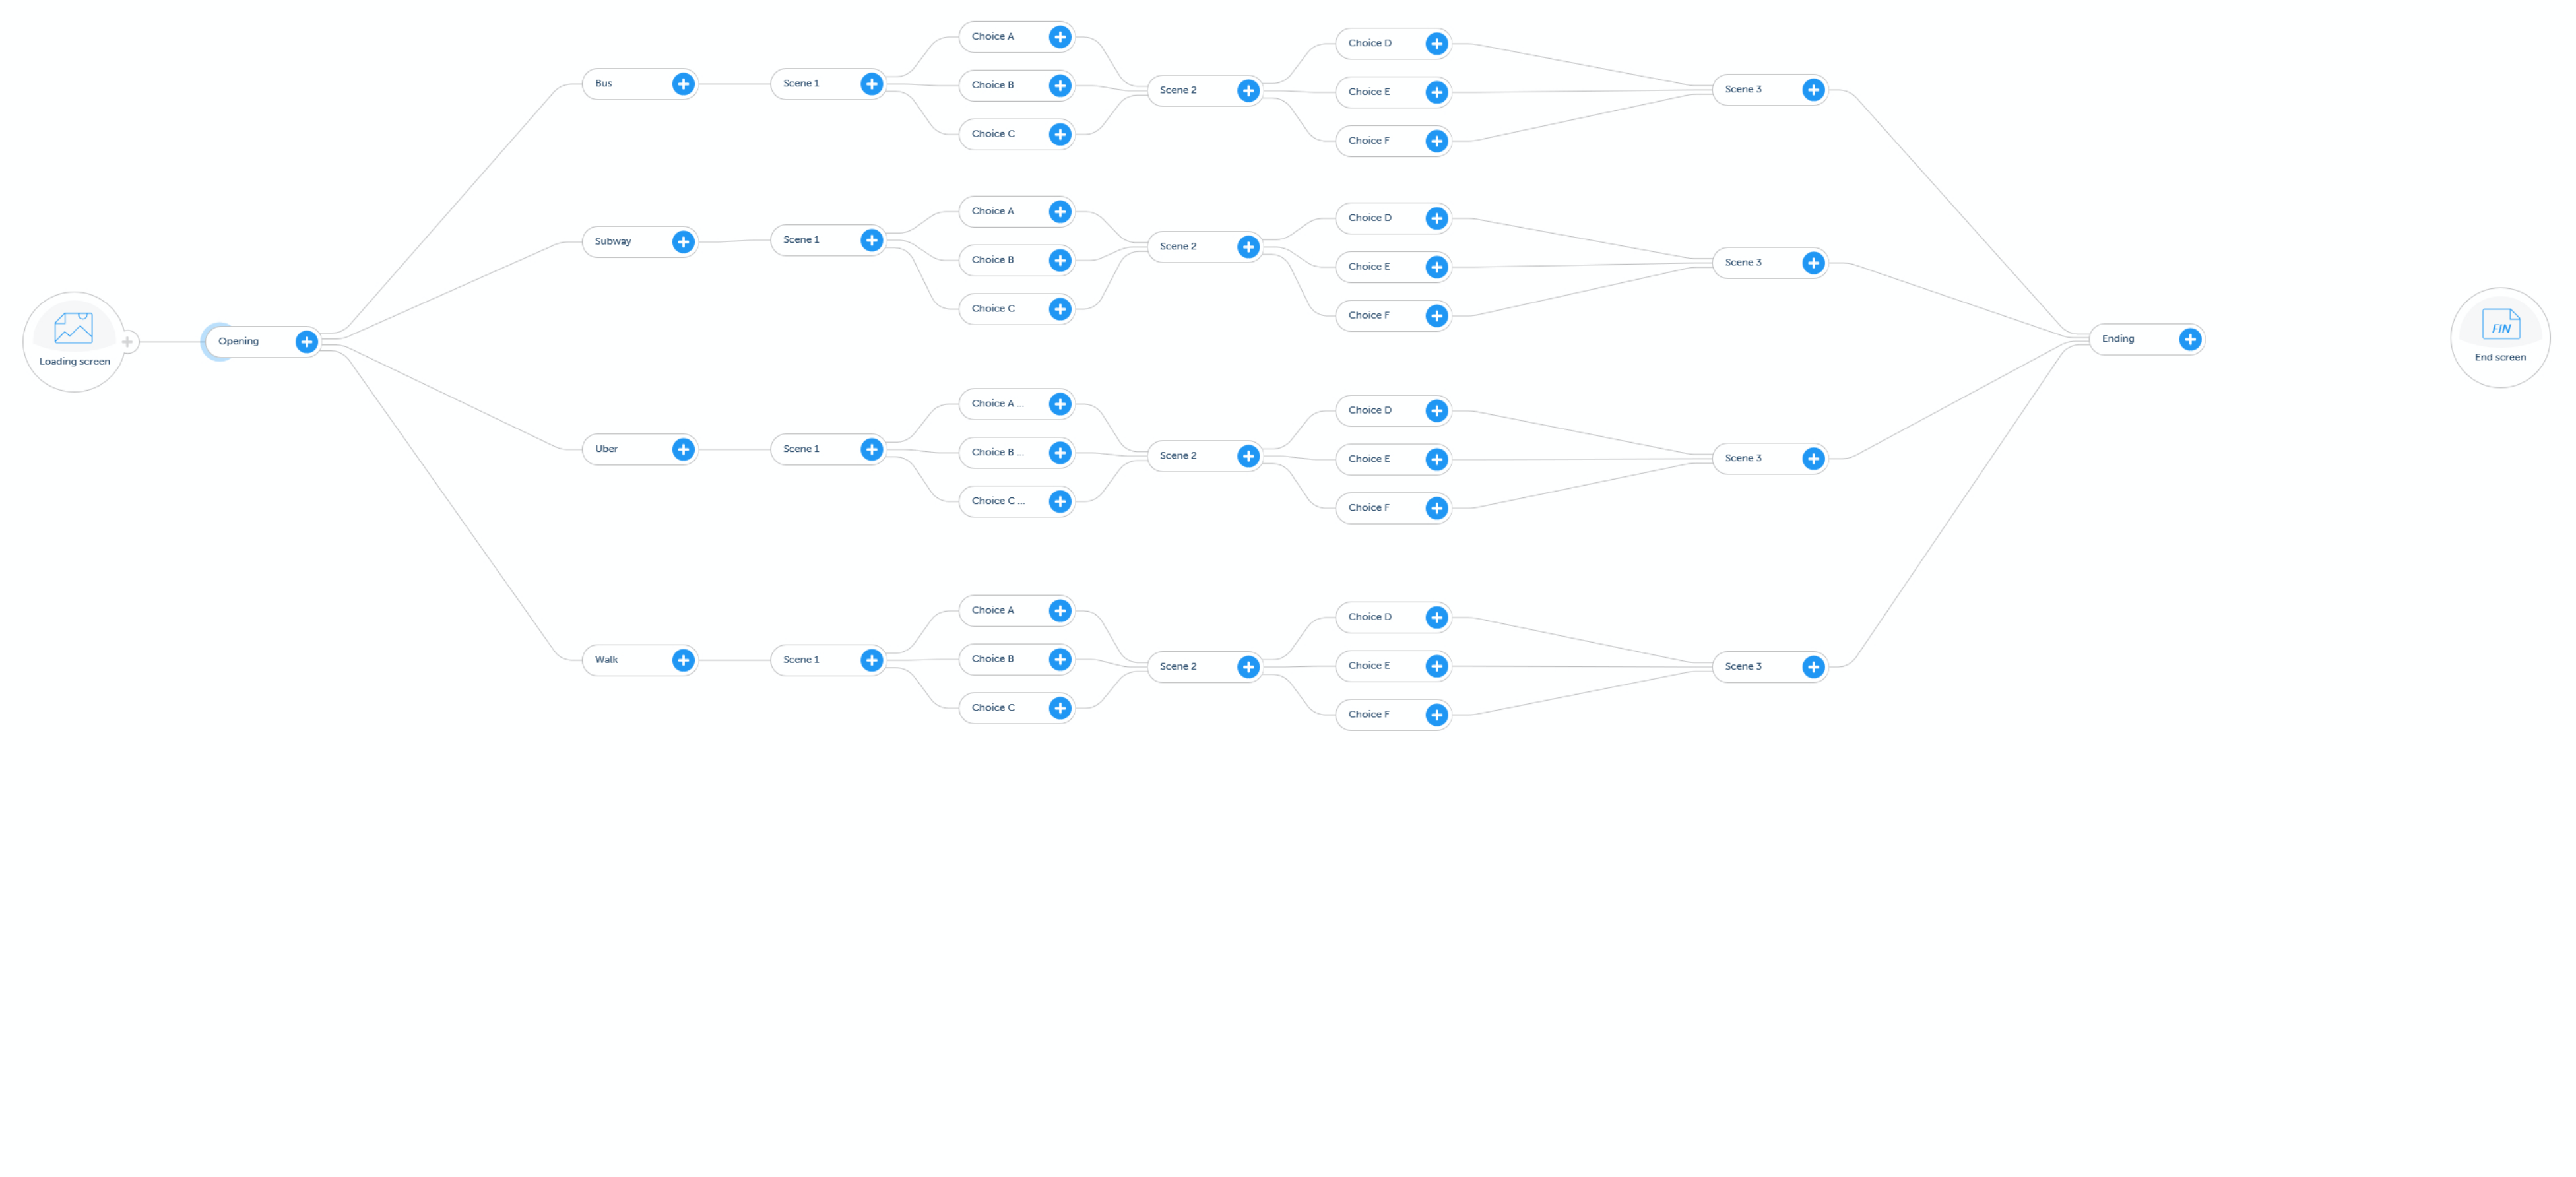 Loading screen
Opening
Bus
Scene 1
Choice A
Choice B
Choice C
Scene 2
Choice D
Choice E
Choice F
Scene 3
Subway
Scene 1
Choice A
Choice B
Choice C
Scene 2
Choice D
Choice E
Choice F
Scene 3
Uber
Scene 1
Choice A ...
Choice B ...
Choice C ...
Scene 2
Choice D
Choice E
Choice F
Scene 3
Walk
Scene 1
Choice A
Choice B
Choice C
Scene 2
Choice D
Choice E
Choice F
Scene 3
Ending
FIN
End screen